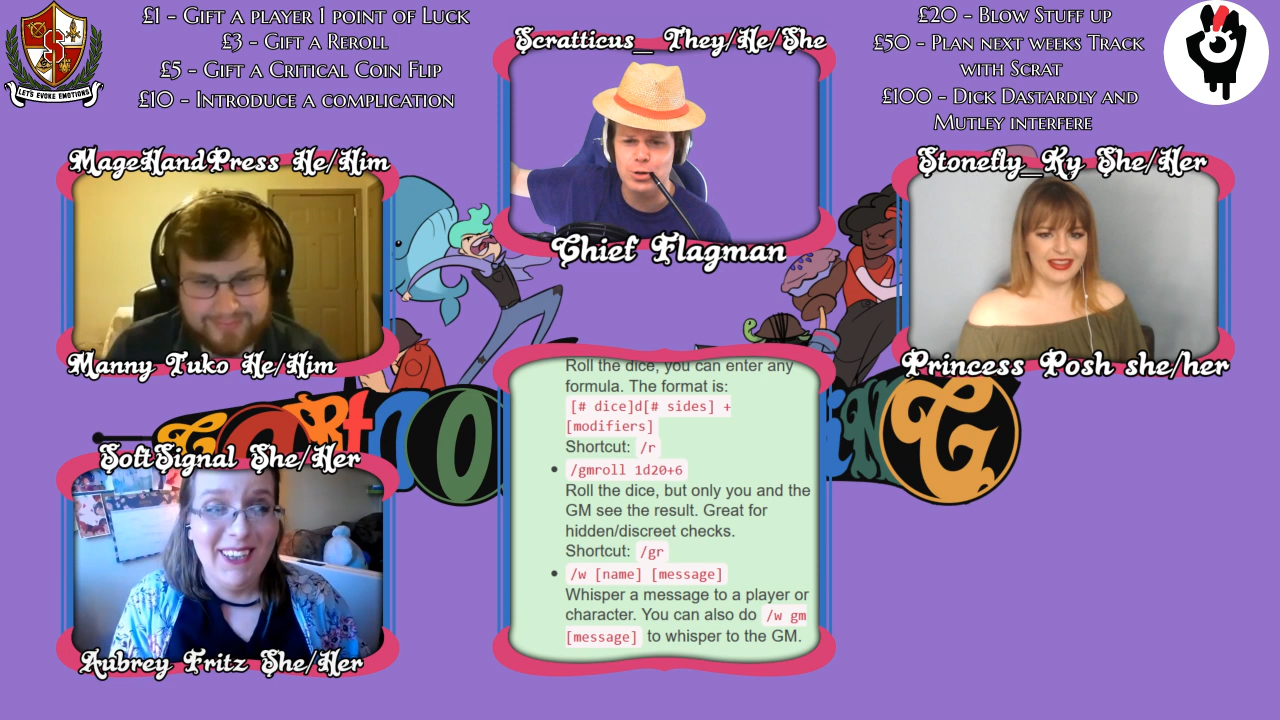 £1 - Gift a player 1 point of Luck
£3 - Gift a Reroll
£5 - Gift a Critical Coin Flip
£10 - Introduce a complication
LET'S EVOKE EMOTIONS
£20 - Blow Stuff up
£50 - Plan next weeks Track
with Scrat
£100 - Dick Dastardly and
Mutley interfere
Scratticus_ They/He/She
Chief Flagman
MageHandPress He/Him
Manny Tuko He/Him
Stonefly_Ky She/Her
Princess Posh she/her
SoftSignal She/Her
Aubrey Fritz She/Her
Roll the dice, you can enter any
formula. The format is:
[# dice]d[# sides] +
[modifiers]
Shortcut: /r
• /gmroll 1d20+6
Roll the dice, but only you and the
GM see the result. Great for
hidden/discreet checks.
Shortcut: /gr
• /w [name] [message]
Whisper a message to a player or
character. You can also do /w gm
[message] to whisper to the GM.